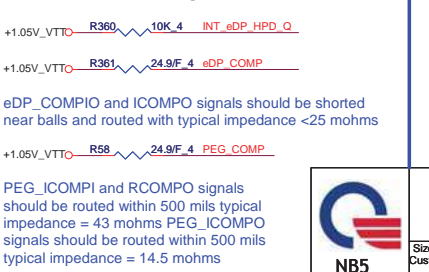 +1.05V_VTT R360 10K_4 INT_eDP_HPD_Q
+1.05V_VTT R361 24.9/F_4 eDP_COMP
eDP_COMPIO and ICOMPO signals should be shorted
near balls and routed with typical impedance <25 mohms
+1.05V_VTT R58 24.9/F_4 PEG_COMP
PEG_ICOMPI and RCOMPO signals
should be routed within 500 mils typical
impedance = 43 mohms PEG_ICOMPO
signals should be routed within 500 mils
typical impedance = 14.5 mohms
NB5